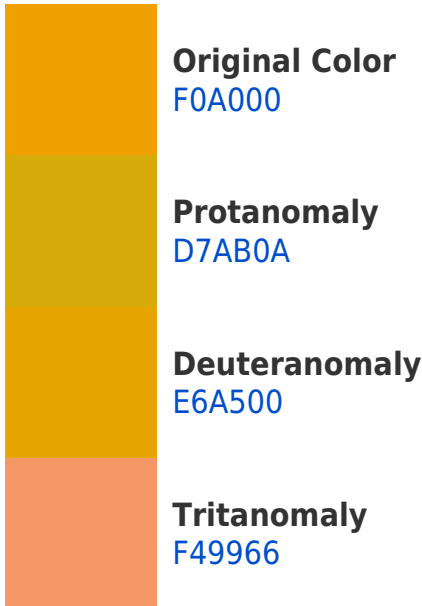 Original Color
F0A000
Protanomaly
D7AB0A
Deuteranomaly
E6A500
Tritanomaly
F49966